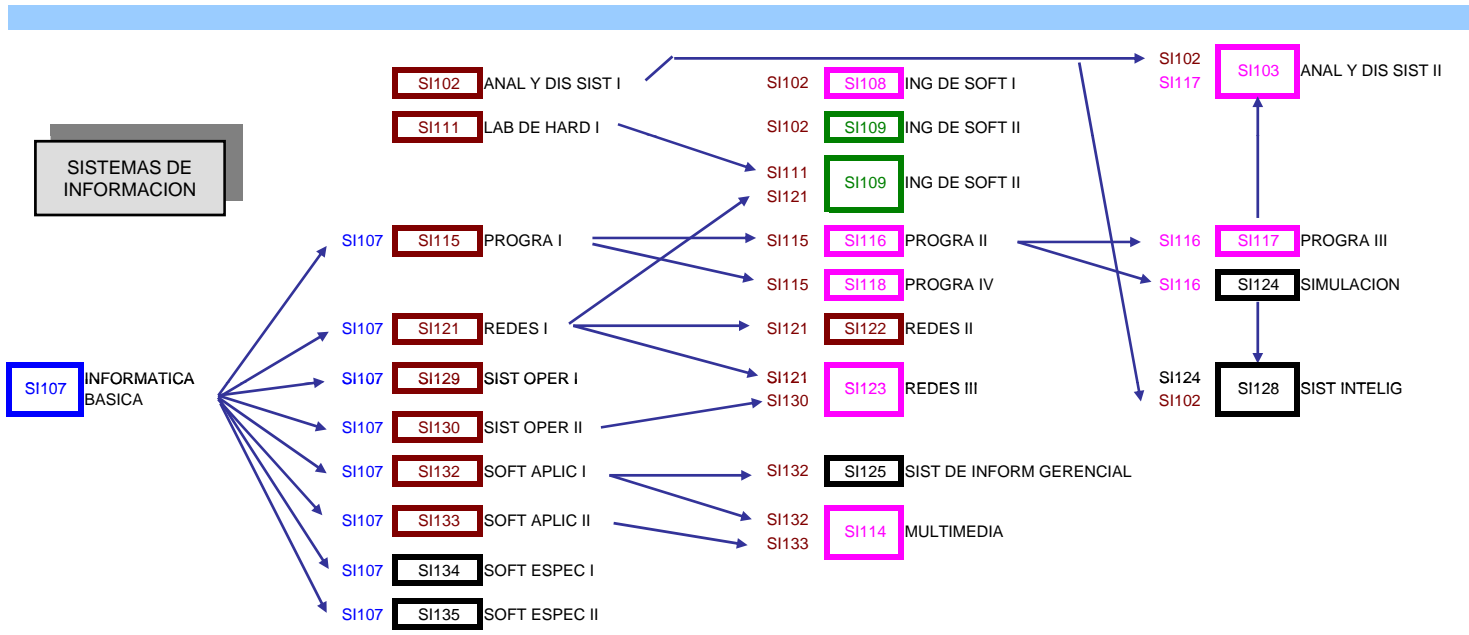 SI102 ANAL Y DIS SIST I SI102 SI108 ING DE SOFT I SI102 SI117 SI103 ANAL Y DIS SIST II
SI111 LAB DE HARD I SI102 SI109 ING DE SOFT II
SISTEMAS DE
INFORMACION
SI111
SI121 SI109 ING DE SOFT II
SI107 SI115 PROGRA I SI115 SI116 PROGRA II SI116 SI117 PROGRA III
SI115 SI118 PROGRA IV SI116 SI124 SIMULACION
SI107 SI121 REDES I SI121 SI122 REDES II
SI107 INFORMATICA
BASICA
SI107 SI129 SIST OPER I SI121
SI130 SI123 REDES III SI124
SI102 SI128 SIST INTELIG
SI107 SI130 SIST OPER II
SI107 SI132 SOFT APLIC I SI132 SI125 SIST DE INFORM GERENCIAL
SI107 SI133 SOFT APLIC II SI132
SI133 SI114 MULTIMEDIA
SI107 SI134 SOFT ESPEC I
SI107 SI135 SOFT ESPEC II